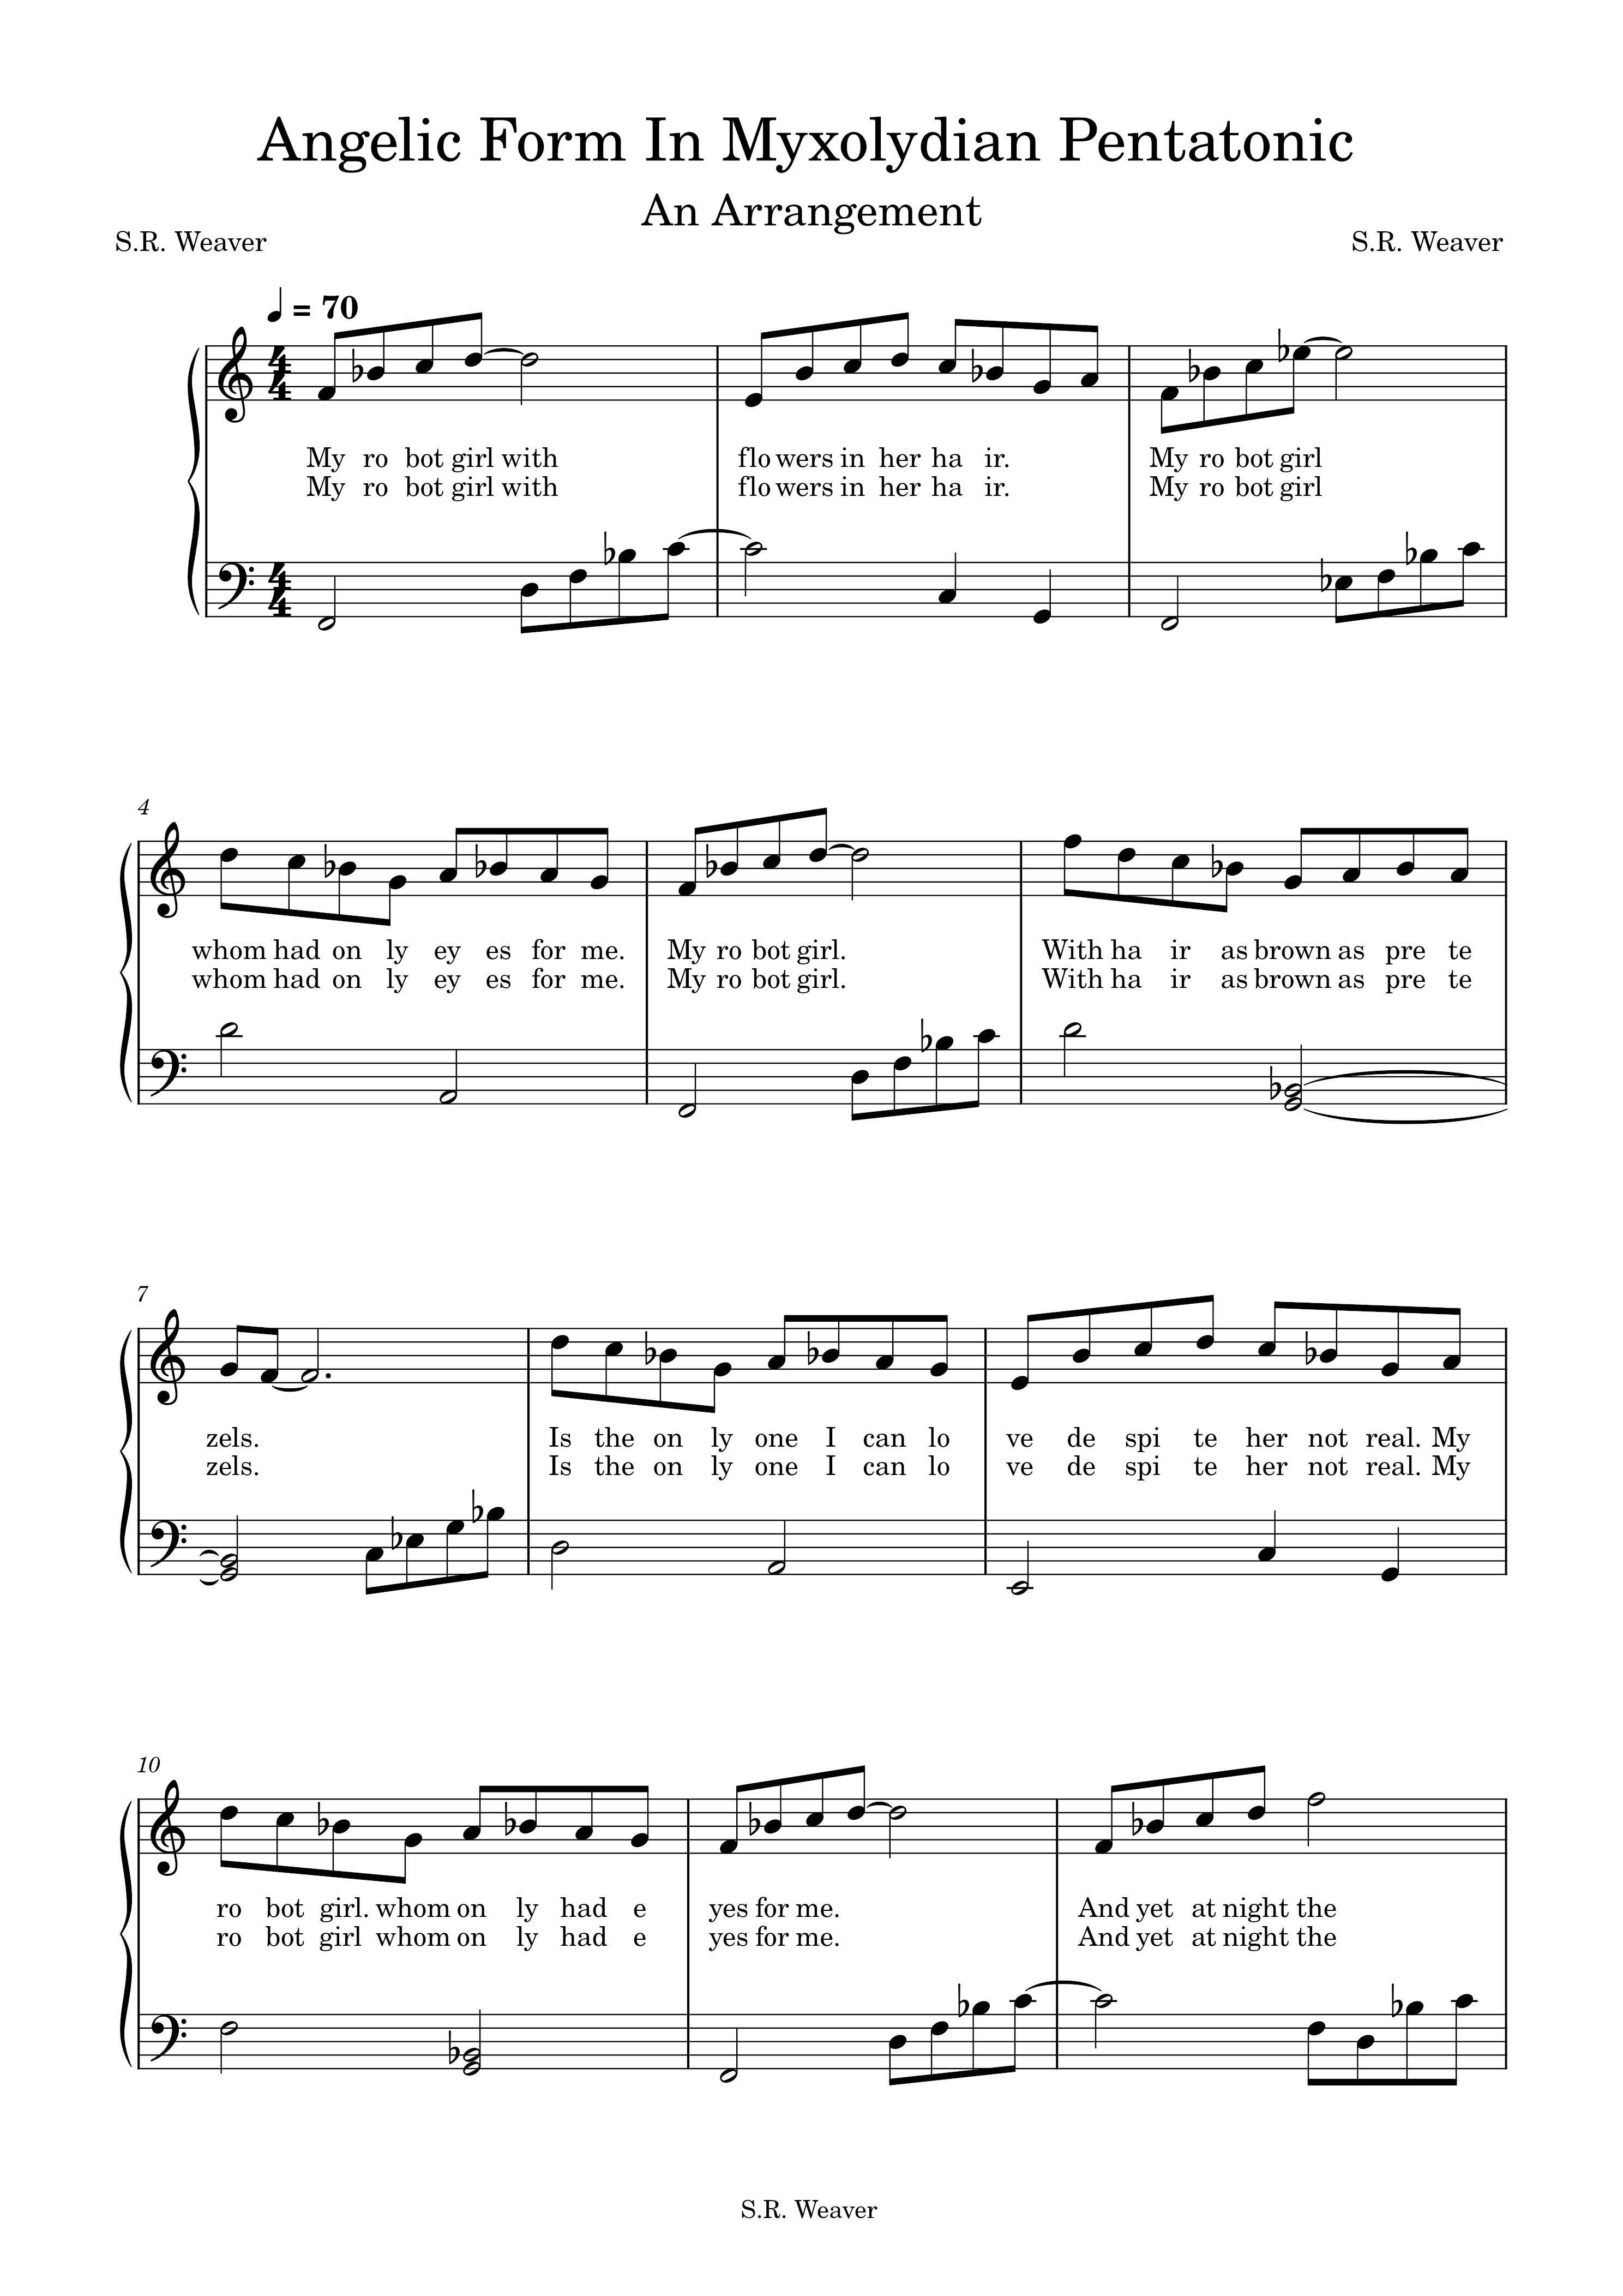 Angelic Form In Myxolydian Pentatonic
An Arrangement
S.R. Weaver
S.R. Weaver
= 70
My ro bot girl with flo wers in her ha ir. My ro bot girl
My ro bot girl with flo wers in her ha ir. My ro bot girl
4
whom had on ly ey es for me. My ro bot girl. With ha ir as brown as pre te
whom had on ly ey es for me. My ro bot girl. With ha ir as brown as pre te
7
zels. Is the on ly one I can lo ve de spi te her not real. My
zels. Is the on ly one I can lo ve de spi te her not real. My
10
ro bot girl. whom on ly had e yes for me. And yet at night the
ro bot girl whom on ly had e yes for me. And yet at night the
S.R. Weaver